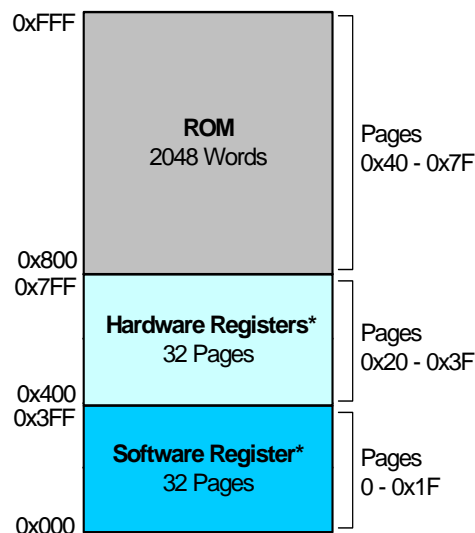 0xFFF
ROM
2048 Words
Pages
0x40 - 0x7F
0x800
0x7FF
Hardware Registers*
32 Pages
Pages
0x20 - 0x3F
0x400
0x3FF
Software Register*
32 Pages
Pages
0 - 0x1F
0x000